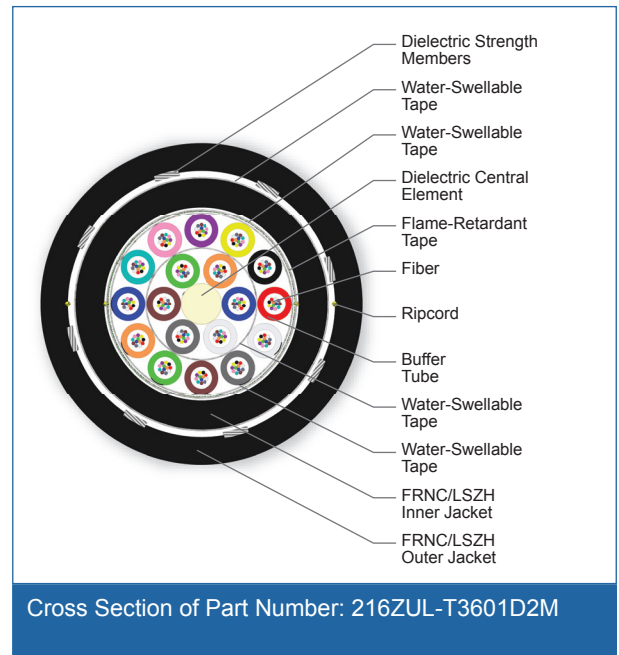 Dielectric Strength
Members
Water-Swellable
Tape
Water-Swellable
Tape
Dielectric Central
Element
Flame-Retardant
Tape
Fiber
Ripcord
Buffer
Tube
Water-Swellable
Tape
Water-Swellable
Tape
FRNC/LSZH
Inner Jacket
FRNC/LSZH
Outer Jacket
Cross Section of Part Number: 216ZUL-T3601D2M